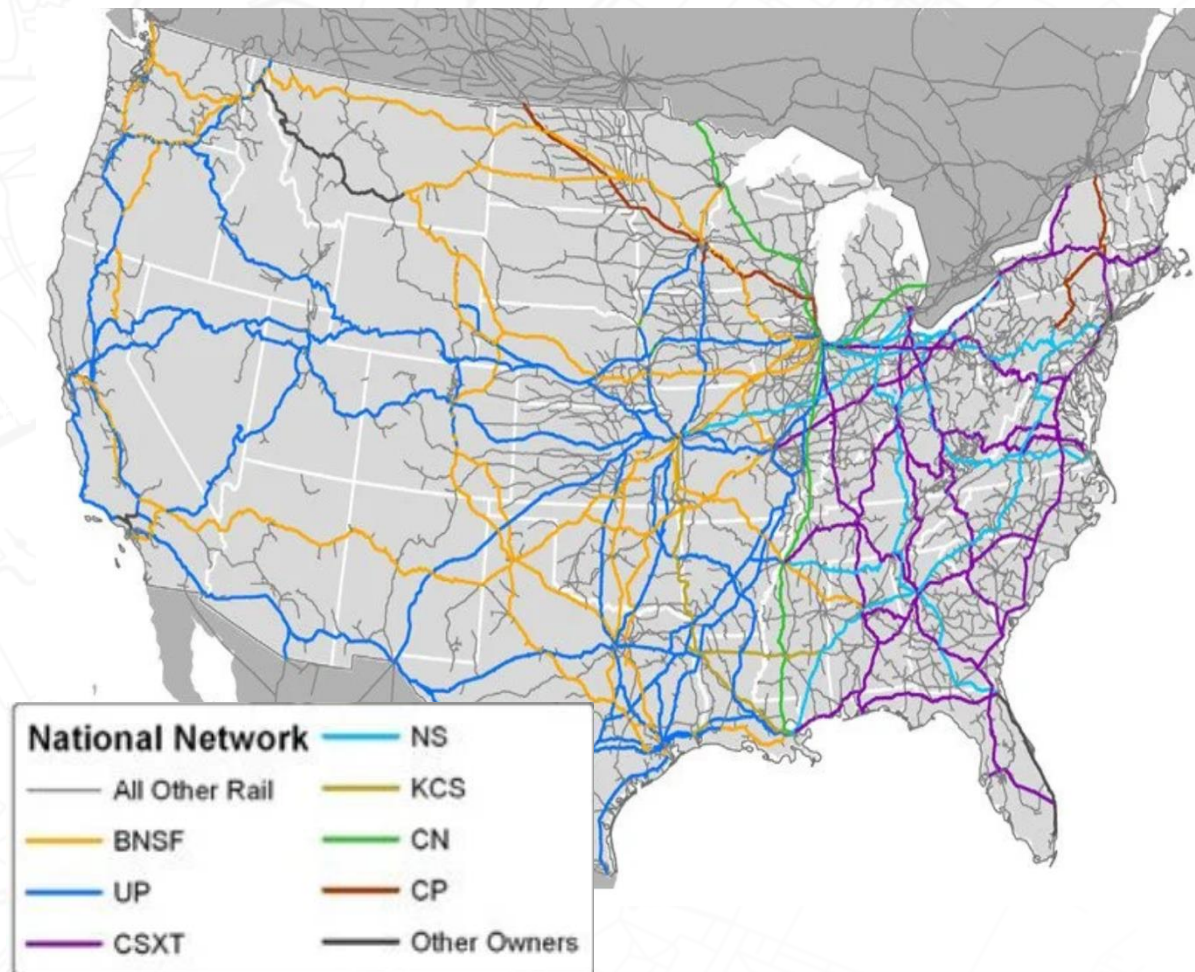 National Network
All Other Rail
BNSF
UP
CSXT
NS
KCS
CN
CP
Other Owners